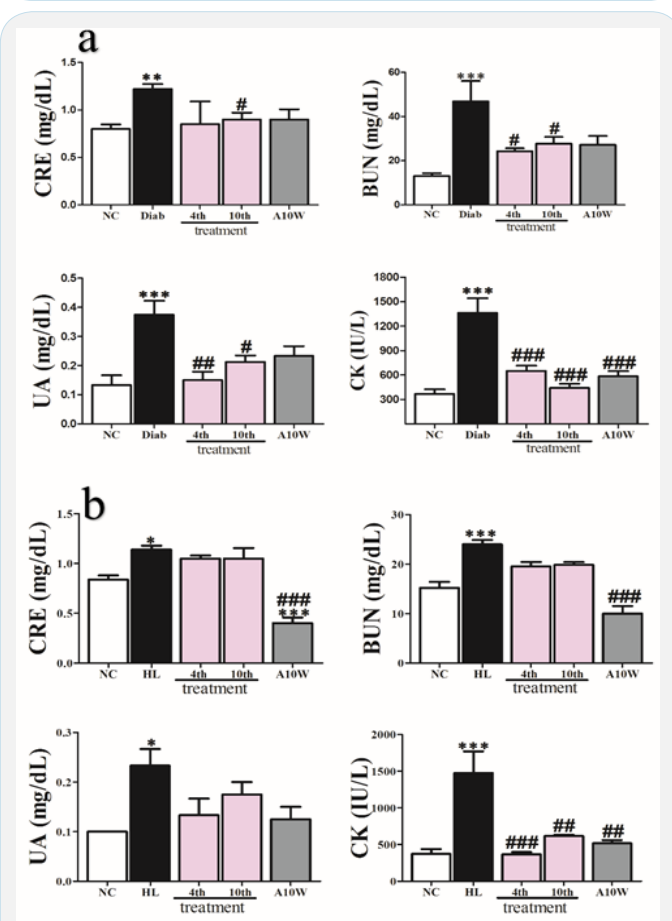 a
CRE (mg/dL)
1.5
1.0
0.5
0.0
**
#
NC Diab 4th 10th A10W
treatment
BUN (mg/dL)
60
40
20
0
***
# #
NC Diab 4th 10th A10W
treatment
UA (mg/dL)
0.5
0.4
0.3
0.2
0.1
0.0
***
## #
NC Diab 4th 10th A10W
treatment
CK (IU/L)
1800
1500
1200
900
600
300
***
### ### ###
NC Diab 4th 10th A10W
treatment
b
CRE (mg/dL)
1.5
1.0
0.5
0.0
*
###
***
NC HL 4th 10th A10W
treatment
BUN (mg/dL)
30
20
10
0
***
###
NC HL 4th 10th A10W
treatment
UA (mg/dL)
0.3
0.2
0.1
0.0
*
NC HL 4th 10th A10W
treatment
CK (IU/L)
2000
1500
1000
500
0
***
### ## ##
NC HL 4th 10th A10W
treatment